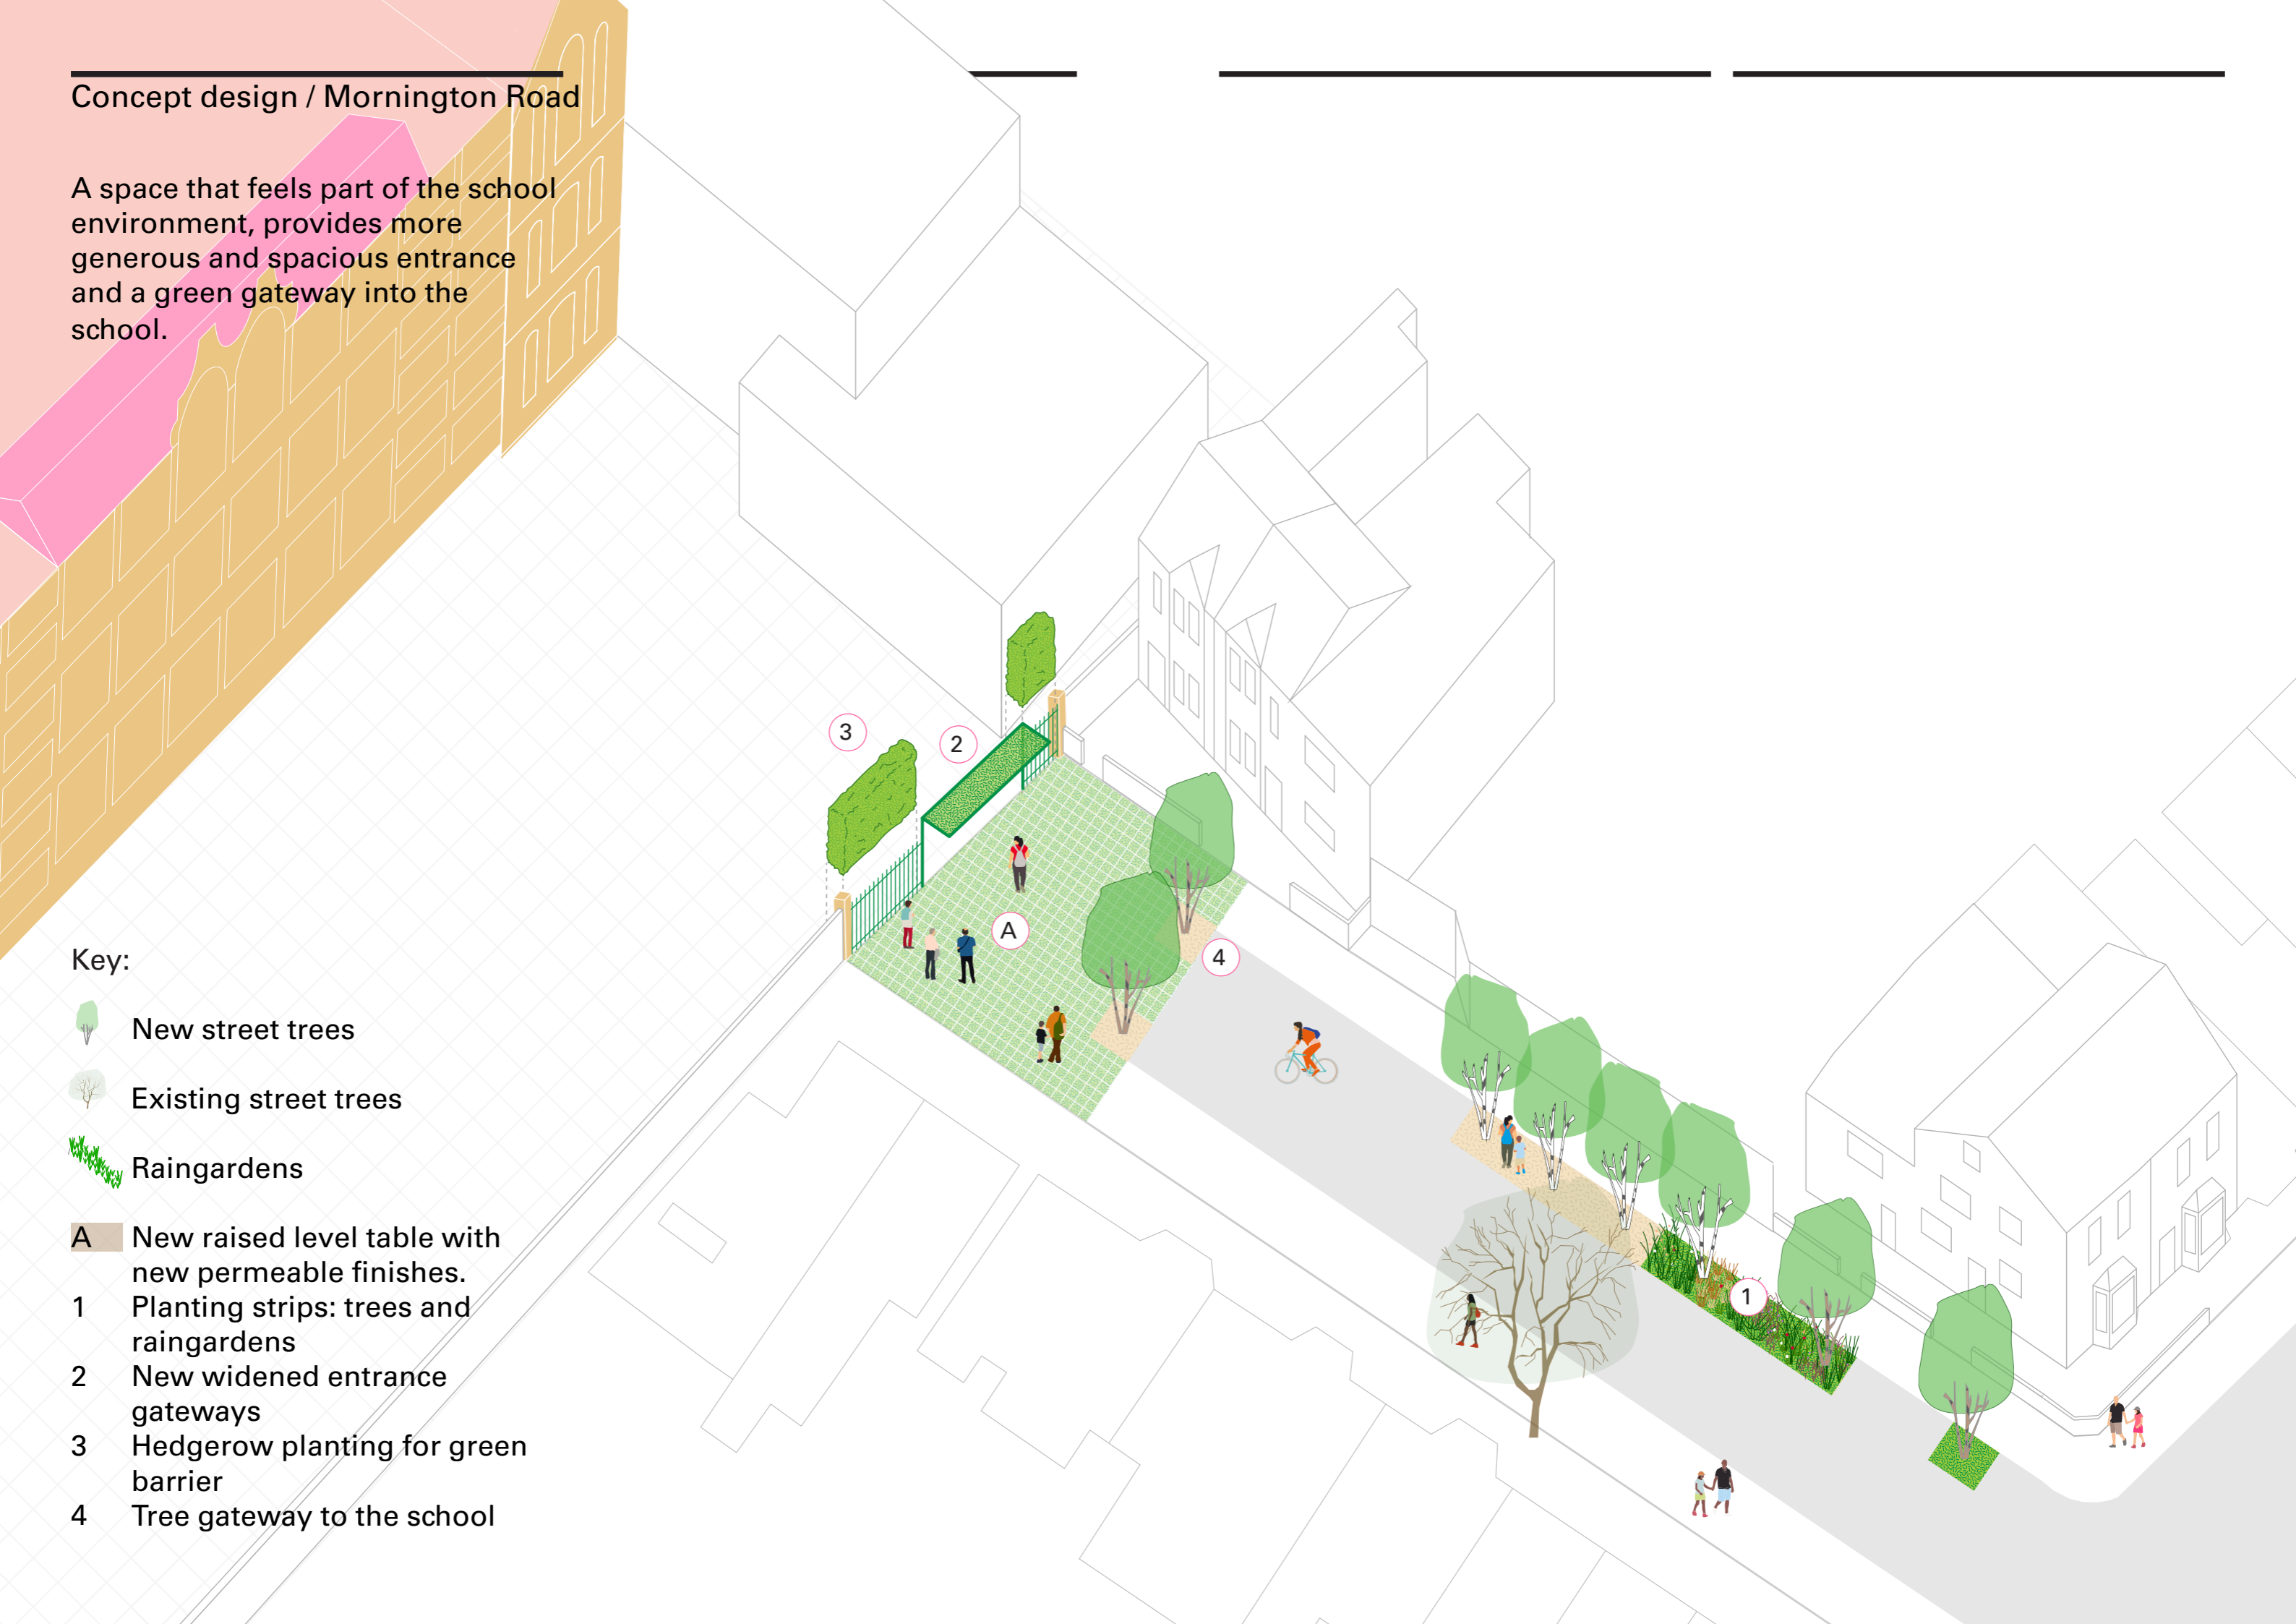 Concept design / Mornington Road
A space that feels part of the school
environment, provides more
generous and spacious entrance
and a green gateway into the
school.
3
2
A
4
1
Key:
New street trees
Existing street trees
Raingardens
A New raised level table with
new permeable finishes.
1 Planting strips: trees and
raingardens
2 New widened entrance
gateways
3 Hedgerow planting for green
barrier
4 Tree gateway to the school